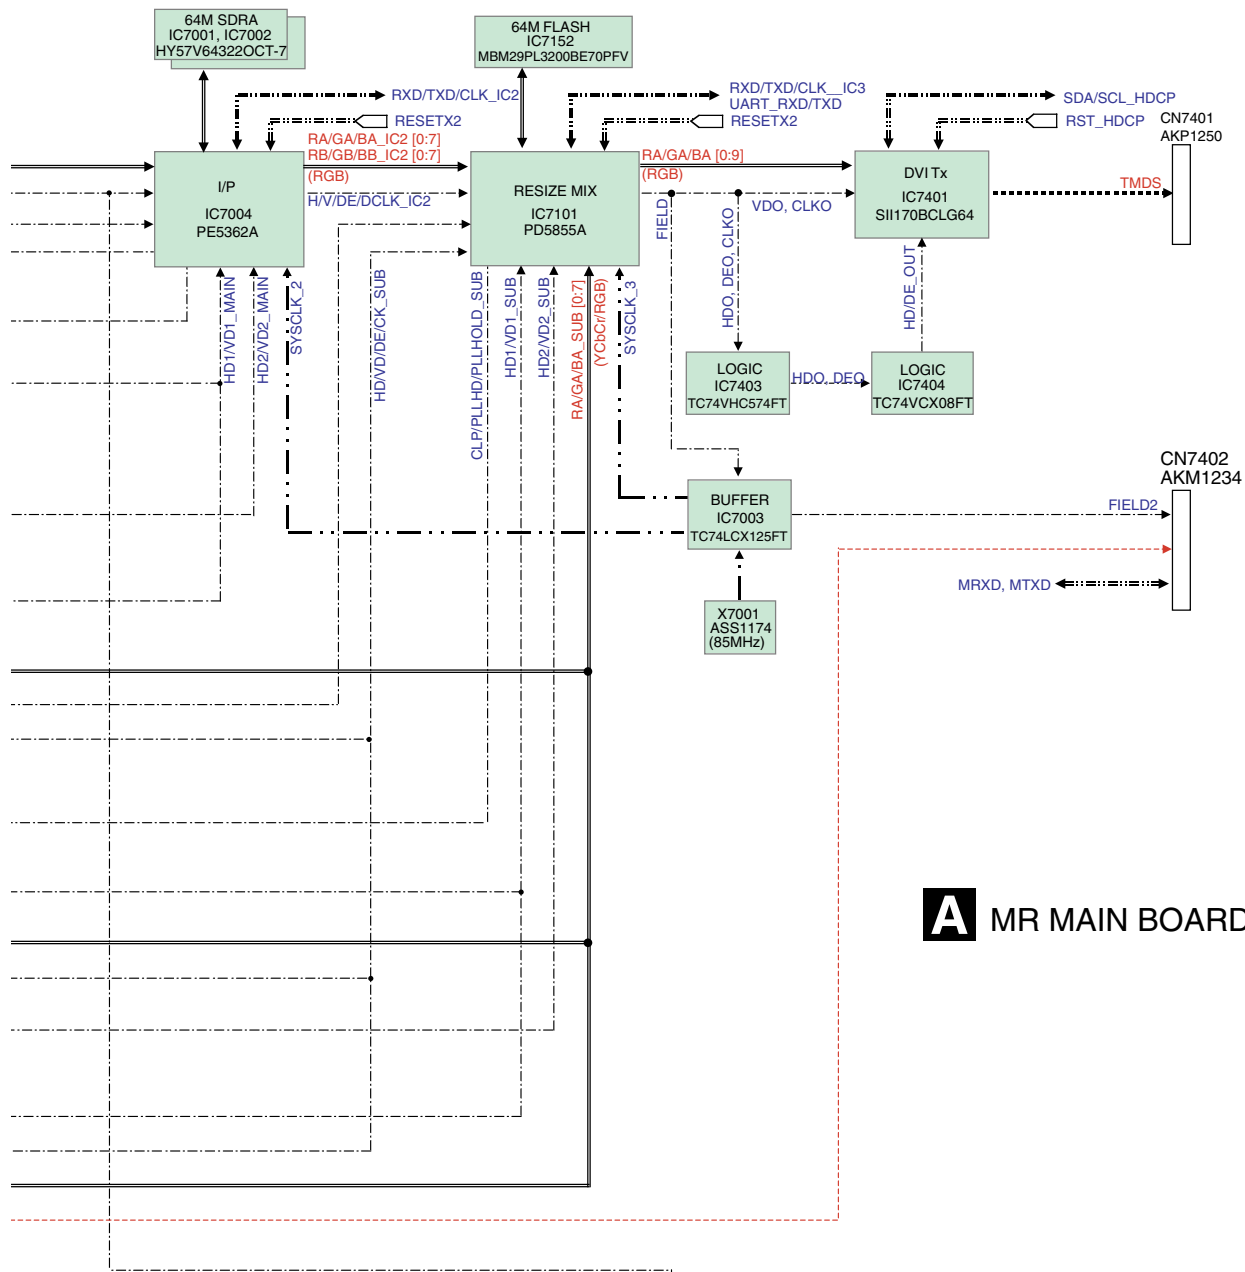 64M SDRA
IC7001, IC7002
HY57V64322OCT-7
64M FLASH
IC7152
MBM29PL3200BE70PFV
RXD/TXD/CLK_IC2
RESETX2
RXD/TXD/CLK__IC3
UART_RXD/TXD
RESETX2
SDA/SCL_HDCP
RST_HDCP
CN7401
AKP1250
RA/GA/BA_IC2 [0:7]
RB/GB/BB_IC2 [0:7]
(RGB)
H/V/DE/DCLK_IC2
I/P
IC7004
PE5362A
RESIZE MIX
IC7101
PD5855A
RA/GA/BA [0:9]
(RGB)
VDO, CLKO
DVI Tx
IC7401
SII170BCLG64
TMDS
FIELD
HDO, DEO, CLKO
HD/DE_OUT
HD1/VD1_MAIN
HD2/VD2_MAIN
SYSCLK_2
HD/VD/DE/CK_SUB
CLP/PLLHD/PLLHOLD_SUB
HD1/VD1_SUB
HD2/VD2_SUB
RA/GA/BA_SUB [0:7]
(YCbCr/RGB)
SYSCLK_3
LOGIC
IC7403
TC74VHC574FT
HDO, DEO
LOGIC
IC7404
TC74VCX08FT
CN7402
AKM1234
BUFFER
IC7003
TC74LCX125FT
FIELD2
MRXD, MTXD
X7001
ASS1174
(85MHz)
A MR MAIN BOARD